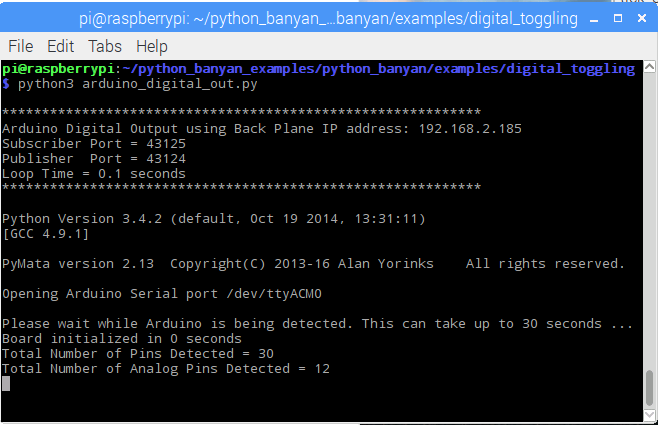 pi@raspberrypi: ~/python_banyan_...banyan/examples/digital_toggling
File Edit Tabs Help
pi@raspberrypi:~/python_banyan_examples/python_banyan/examples/digital_toggling
$ python3 arduino_digital_out.py
************************************************************
Arduino Digital Output using Back Plane IP address: 192.168.2.185
Subscriber Port = 43125
Publisher  Port = 43124
Loop Time = 0.1 seconds
************************************************************
Python Version 3.4.2 (default, Oct 19 2014, 13:31:11)
[GCC 4.9.1]
PyMata version 2.13  Copyright(C) 2013-16 Alan Yorinks    All rights reserved.
Opening Arduino Serial port /dev/ttyACM0
Please wait while Arduino is being detected. This can take up to 30 seconds ...
Board initialized in 0 seconds
Total Number of Pins Detected = 30
Total Number of Analog Pins Detected = 12